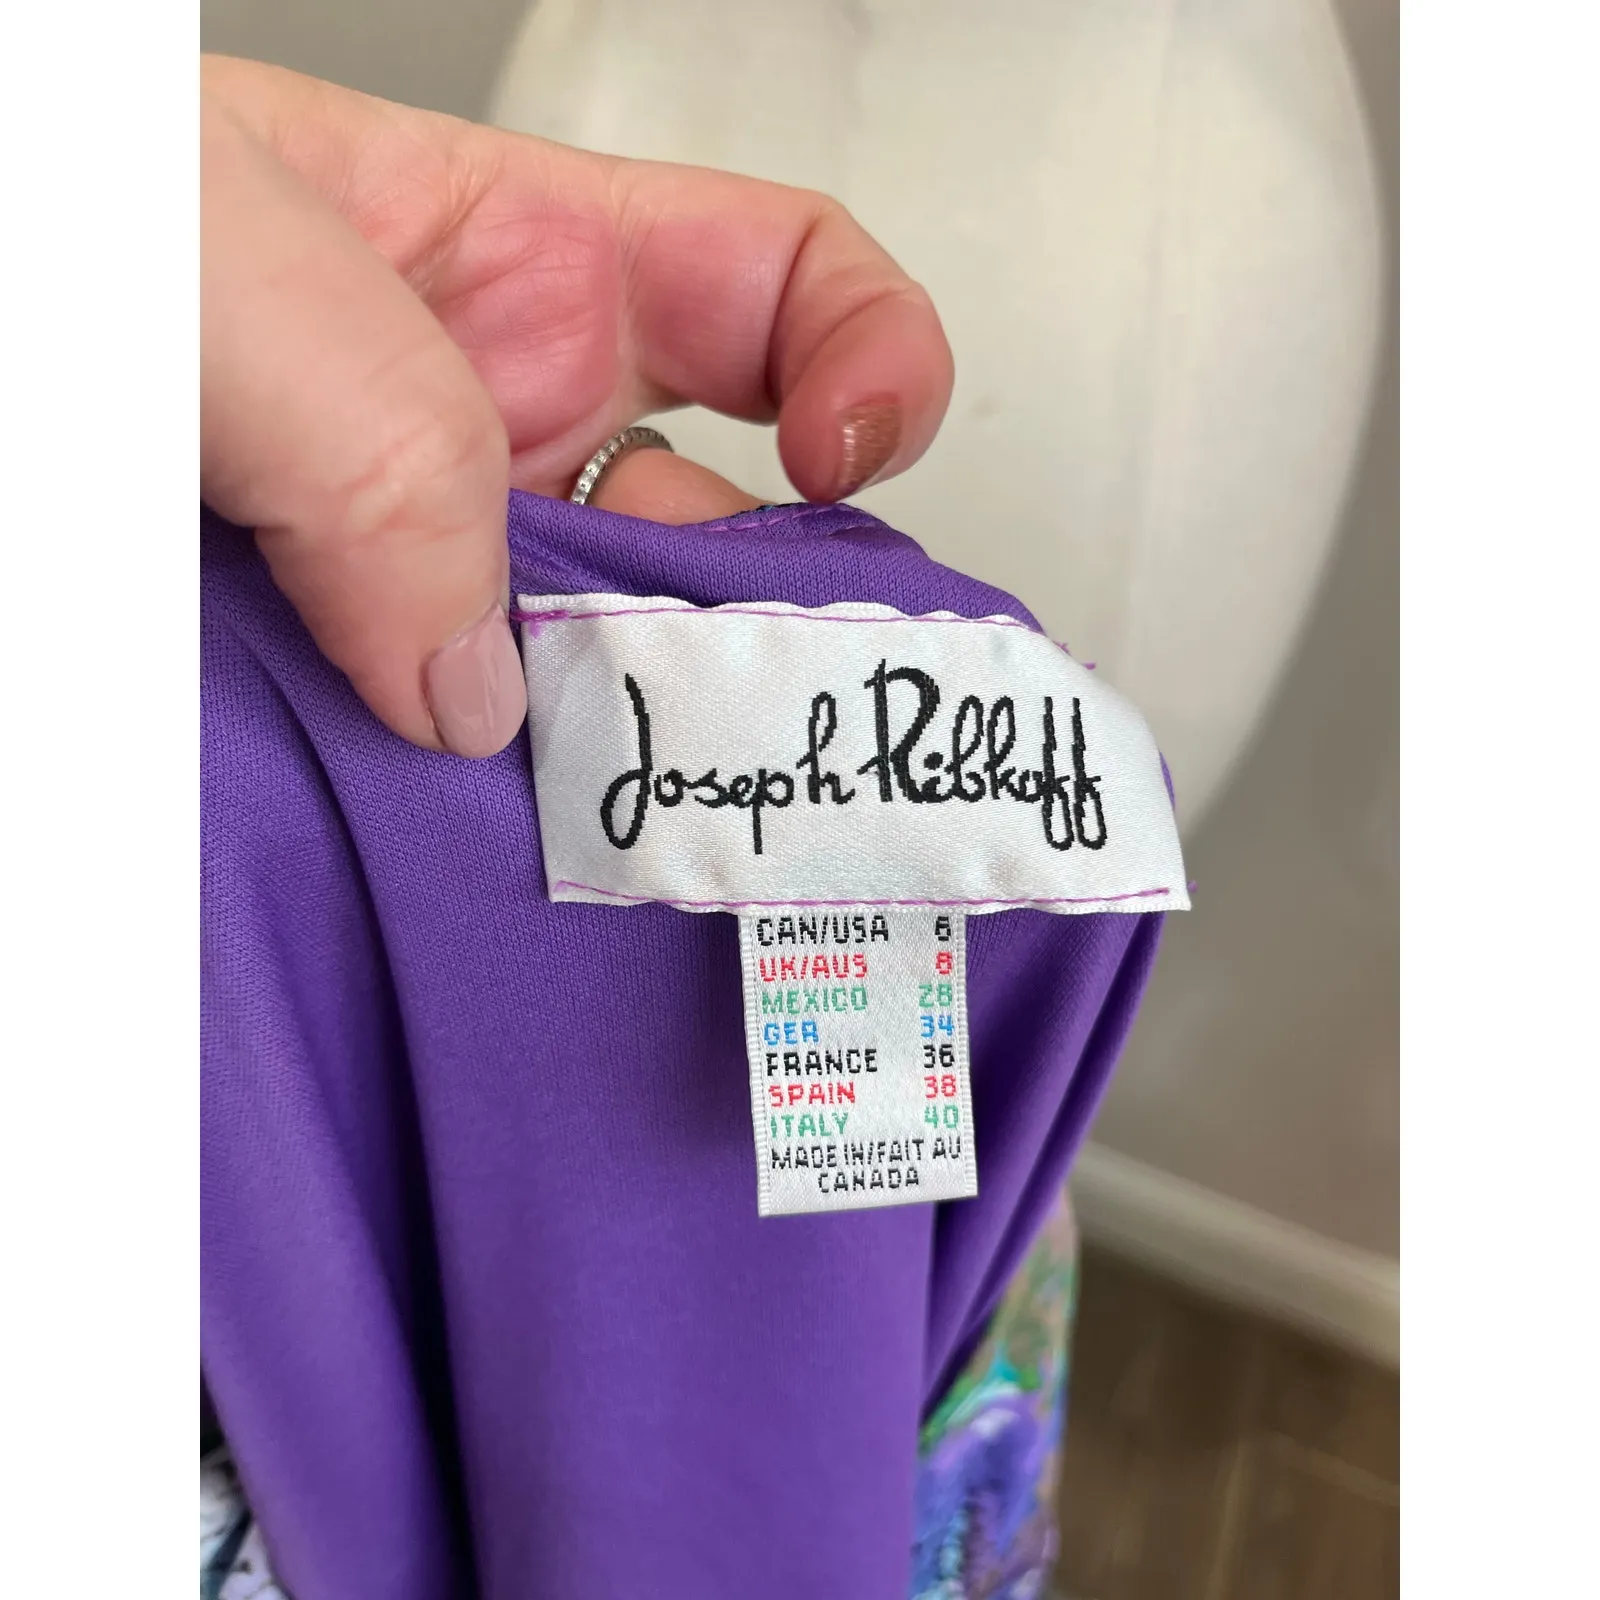 Joseph Ribkoff
CAN/USA 6
UK/AUS 8
MEXICO 28
GER 34
FRANCE 36
SPAIN 38
ITALY 40
MADE IN/FAIT AU
CANADA